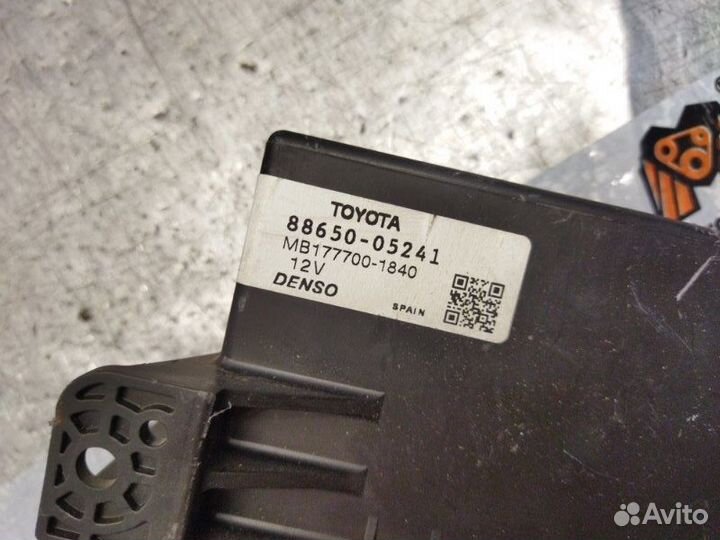 TOYOTA
88650-05241
MB177700-1840
12V
DENSO
SPAIN
Avito